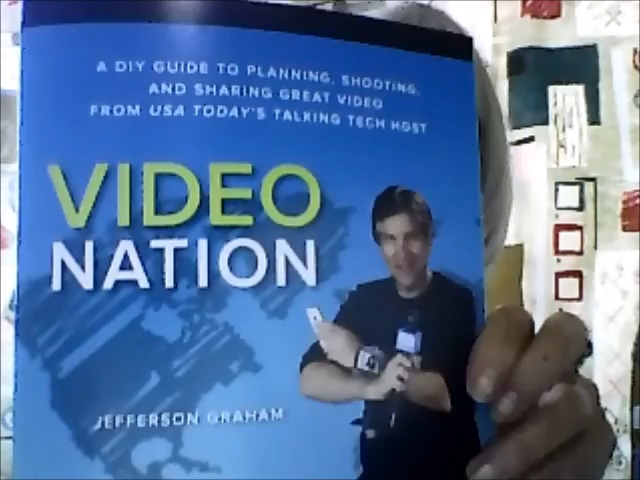 A DIY GUIDE TO PLANNING, SHOOTING,
AND SHARING GREAT VIDEO
FROM USA TODAY'S TALKING TECH HOST
VIDEO
NATION
JEFFERSON GRAHAM